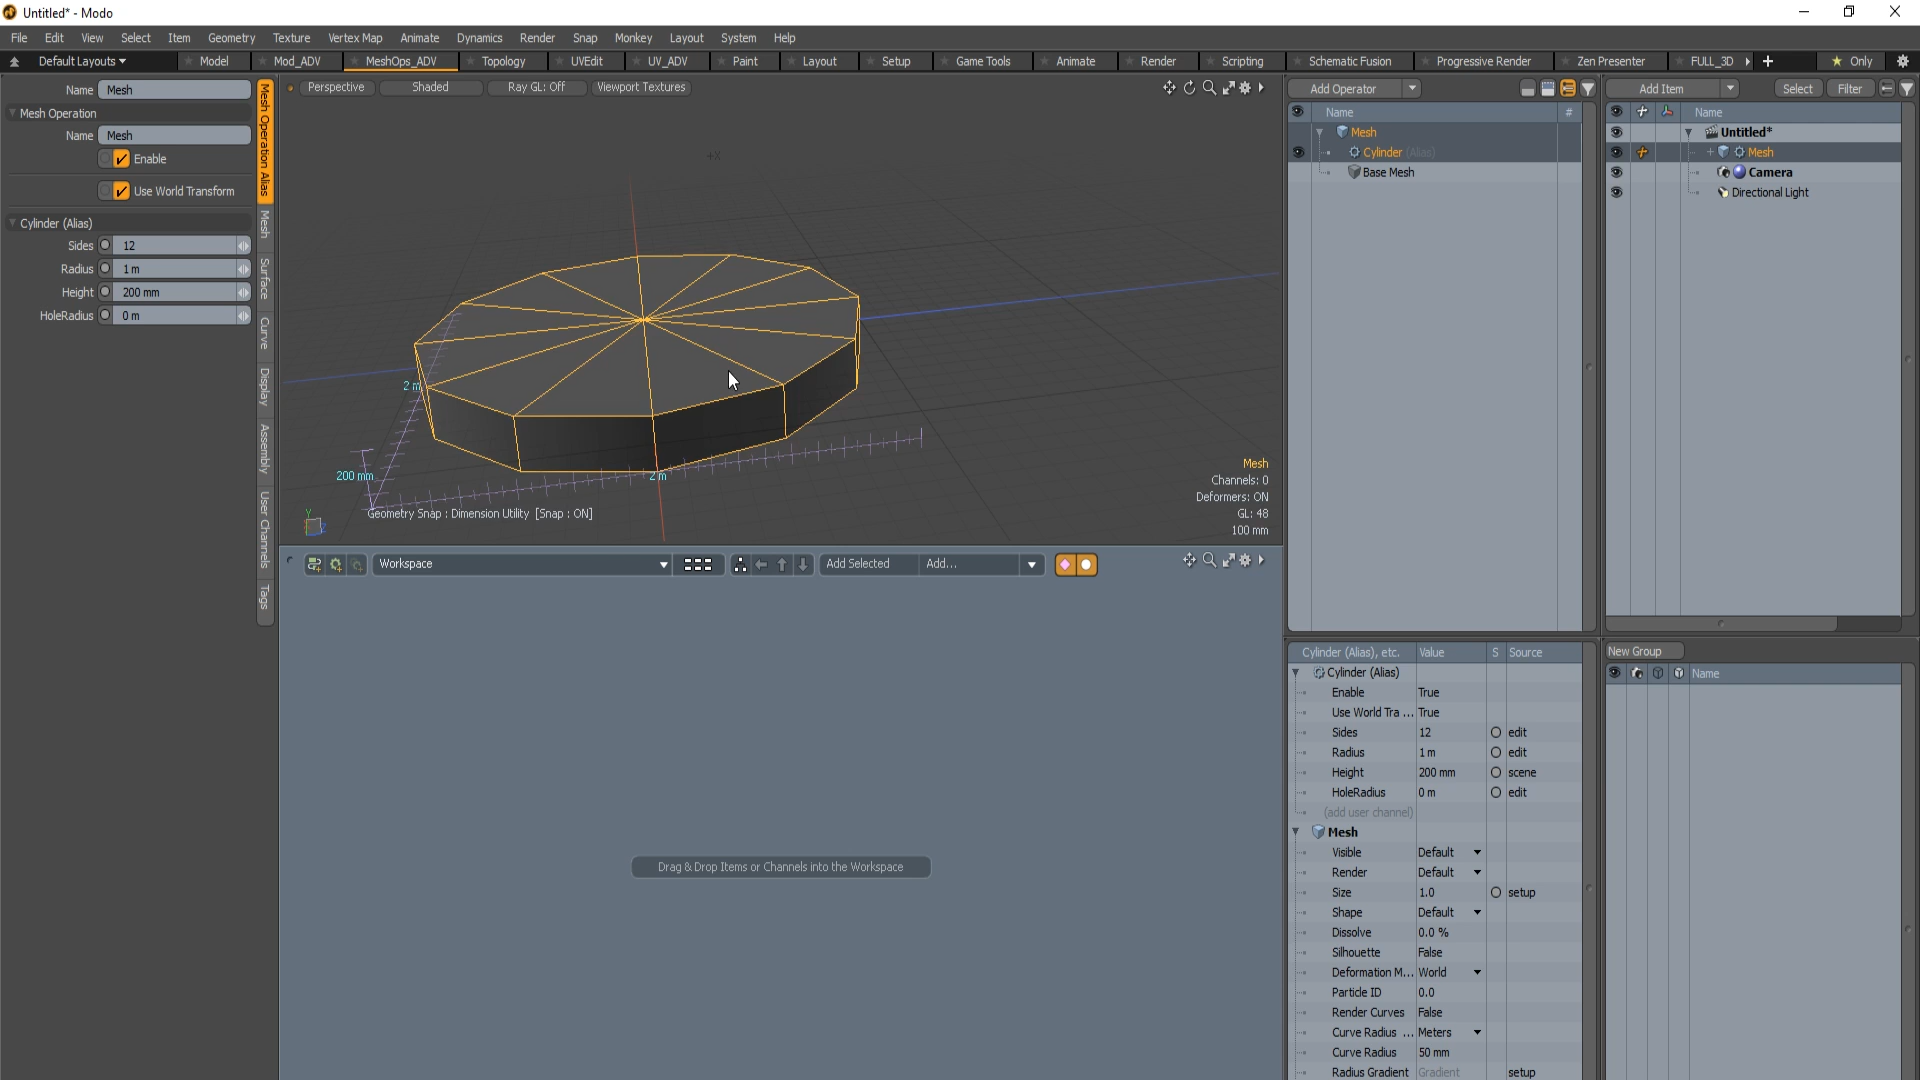 Untitled* - Modo
File Edit View Select Item Geometry Texture Vertex Map Animate Dynamics Render Snap Monkey Layout System Help
Default Layouts Model Mod_ADV MeshOps_ADV Topology UVEdit UV_ADV Paint Layout Setup Game Tools Animate Render Scripting Schematic Fusion Progressive Render Zen Presenter FULL_3D Only
Name Mesh
Mesh Operation
Name Mesh
Enable
Use World Transform
Cylinder (Alias)
Sides 12
Radius 1 m
Height 200 mm
HoleRadius 0 m
Mesh Operation Alias
Mesh
Surface
Curve
Display
Assembly
User Channels
Tags
Perspective Shaded Ray GL: Off Viewport Textures
+X
2 m
200 mm
2 m
Geometry Snap : Dimension Utility [Snap : ON]
Y
Z
Mesh
Channels: 0
Deformers: ON
GL: 48
100 mm
Workspace Add Selected Add...
Drag & Drop Items or Channels into the Workspace
Add Operator
Name #
Mesh
Cylinder (Alias)
Base Mesh
Add Item Select Filter
Name
Untitled*
Mesh
Camera
Directional Light
Cylinder (Alias), etc. Value S Source
Cylinder (Alias)
Enable True
Use World Tra ... True
Sides 12 edit
Radius 1 m edit
Height 200 mm scene
HoleRadius 0 m edit
(add user channel)
Mesh
Visible Default
Render Default
Size 1.0 setup
Shape Default
Dissolve 0.0 %
Silhouette False
Deformation M... World
Particle ID 0.0
Render Curves False
Curve Radius ... Meters
Curve Radius 50 mm
Radius Gradient Gradient setup
New Group
Name